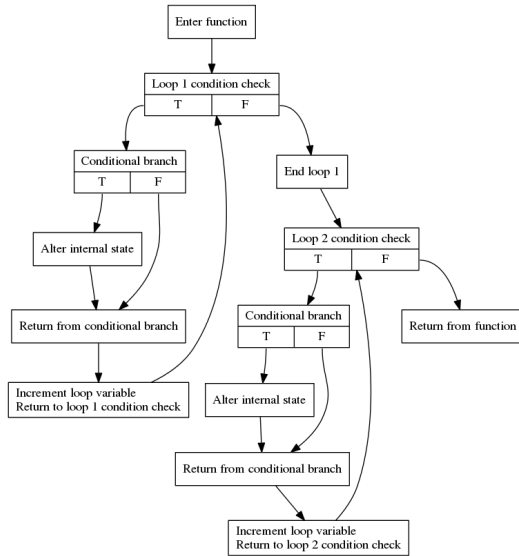 Enter function
Loop 1 condition check
T F
Conditional branch
T F
End loop 1
Alter internal state
Loop 2 condition check
T F
Return from conditional branch
Conditional branch
T F
Return from function
Increment loop variable
Return to loop 1 condition check
Alter internal state
Return from conditional branch
Increment loop variable
Return to loop 2 condition check